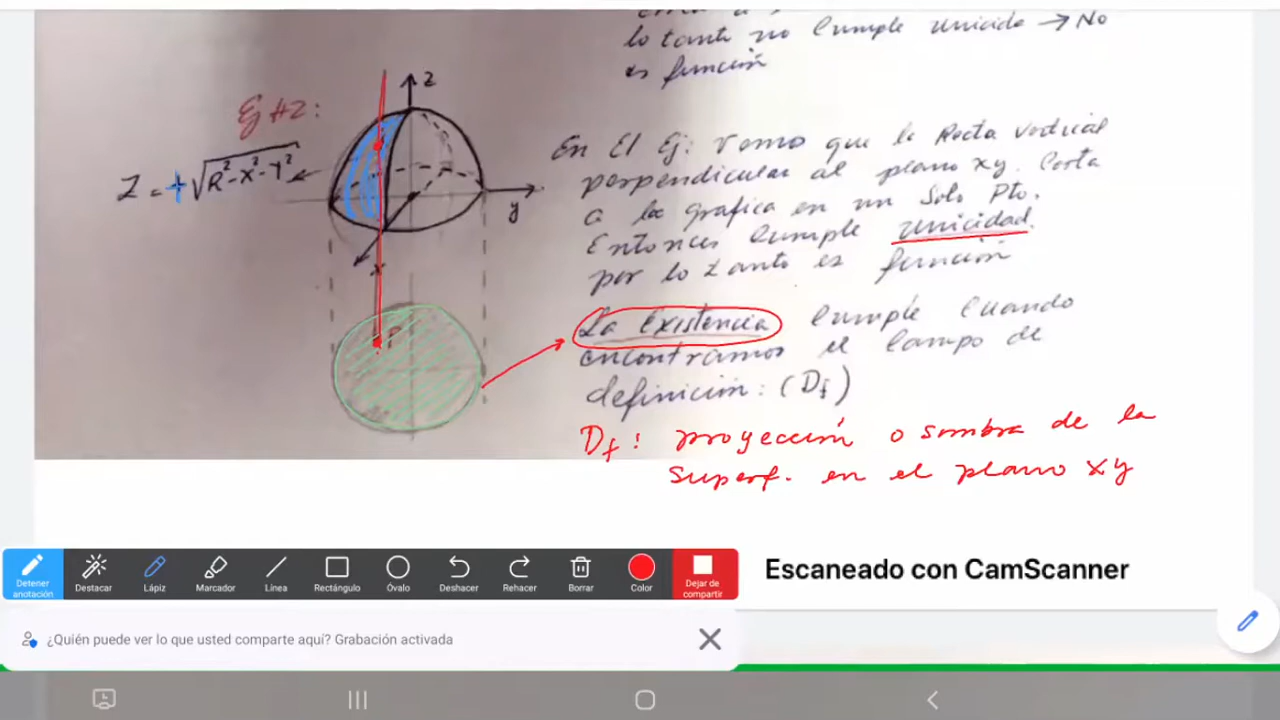 lo tanto no cumple unicida → No
es función
Ej #2:
Z = +√R²-x²-y²
z
y
x
P
En El Ej: vemo que la Recta vertical
perpendicular al plano xy. Corta
a la grafica en un Solo Pto.
Entonces cumple unicidad.
por lo tanto es función
La Existencia cumple cuando
encontramos el campo de
definición: (Df)
Df: proyección o sombra de la
superf. en el plano xy
Detener anotación
Destacar
Lápiz
Marcador
Línea
Rectángulo
Óvalo
Deshacer
Rehacer
Borrar
Color
Dejar de compartir
Escaneado con CamScanner
¿Quién puede ver lo que usted comparte aquí? Grabación activada